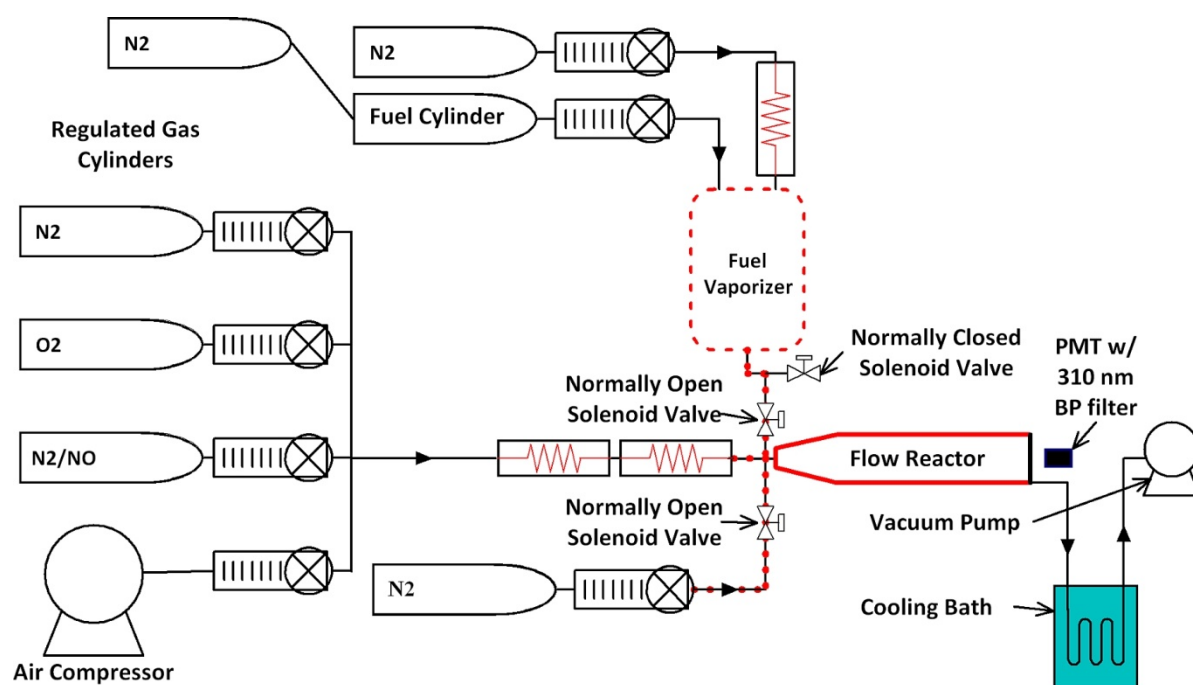 N2
N2
Fuel Cylinder
Regulated Gas
Cylinders
N2
O2
N2/NO
Air Compressor
Fuel
Vaporizer
Normally Closed
Solenoid Valve
PMT w/
310 nm
BP filter
Normally Open
Solenoid Valve
Flow Reactor
Normally Open
Solenoid Valve
Vacuum Pump
N2
Cooling Bath